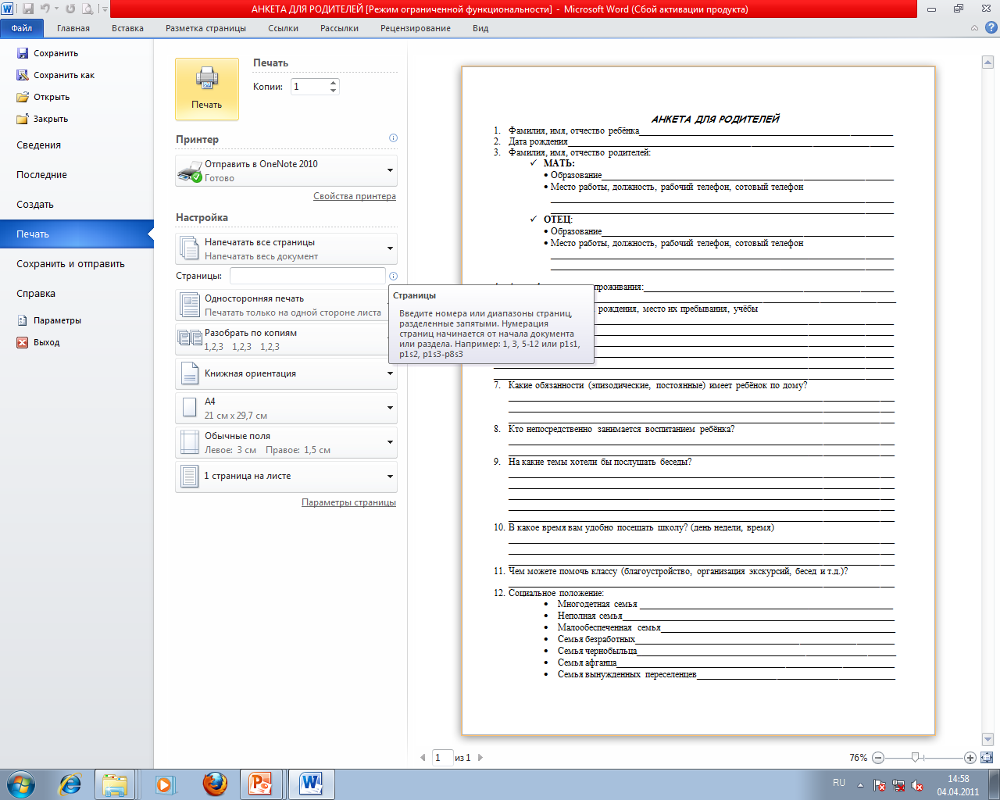 АНКЕТА ДЛЯ РОДИТЕЛЕЙ [Режим ограниченной функциональности] - Microsoft Word (Сбой активации продукта)
Файл Главная Вставка Разметка страницы Ссылки Рассылки Рецензирование Вид
Сохранить
Сохранить как
Открыть
Закрыть
Сведения
Последние
Создать
Печать
Сохранить и отправить
Справка
Параметры
Выход
Печать
Печать
Копии: 1
Принтер
Отправить в OneNote 2010
Готово
Свойства принтера
Настройка
Напечатать все страницы
Напечатать весь документ
Страницы:
Односторонняя печать
Печатать только на одной стороне листа
Разобрать по копиям
1,2,3 1,2,3 1,2,3
Книжная ориентация
A4
21 см x 29,7 см
Обычные поля
Левое: 3 см Правое: 1,5 см
1 страница на листе
Параметры страницы
Страницы
Введите номера или диапазоны страниц,
разделенные запятыми. Нумерация
страниц начинается от начала документа
или раздела. Например: 1, 3, 5-12 или p1s1,
p1s2, p1s3-p8s3
АНКЕТА ДЛЯ РОДИТЕЛЕЙ
1. Фамилия, имя, отчество ребёнка
2. Дата рождения
3. Фамилия, имя, отчество родителей:
✓ МАТЬ:
• Образование
• Место работы, должность, рабочий телефон, сотовый телефон
✓ ОТЕЦ:
• Образование
• Место работы, должность, рабочий телефон, сотовый телефон
проживания:
рождения, место их пребывания, учёбы
7. Какие обязанности (эпизодические, постоянные) имеет ребёнок по дому?
8. Кто непосредственно занимается воспитанием ребёнка?
9. На какие темы хотели бы послушать беседы?
10. В какое время вам удобно посещать школу? (день недели, время)
11. Чем можете помочь классу (благоустройство, организация экскурсий, бесед и т.д.)?
12. Социальное положение:
• Многодетная семья
• Неполная семья
• Малообеспеченная семья
• Семья безработных
• Семья чернобыльца
• Семья афганца
• Семья вынужденных переселенцев
1 из 1
76%
RU
14:58
04.04.2011